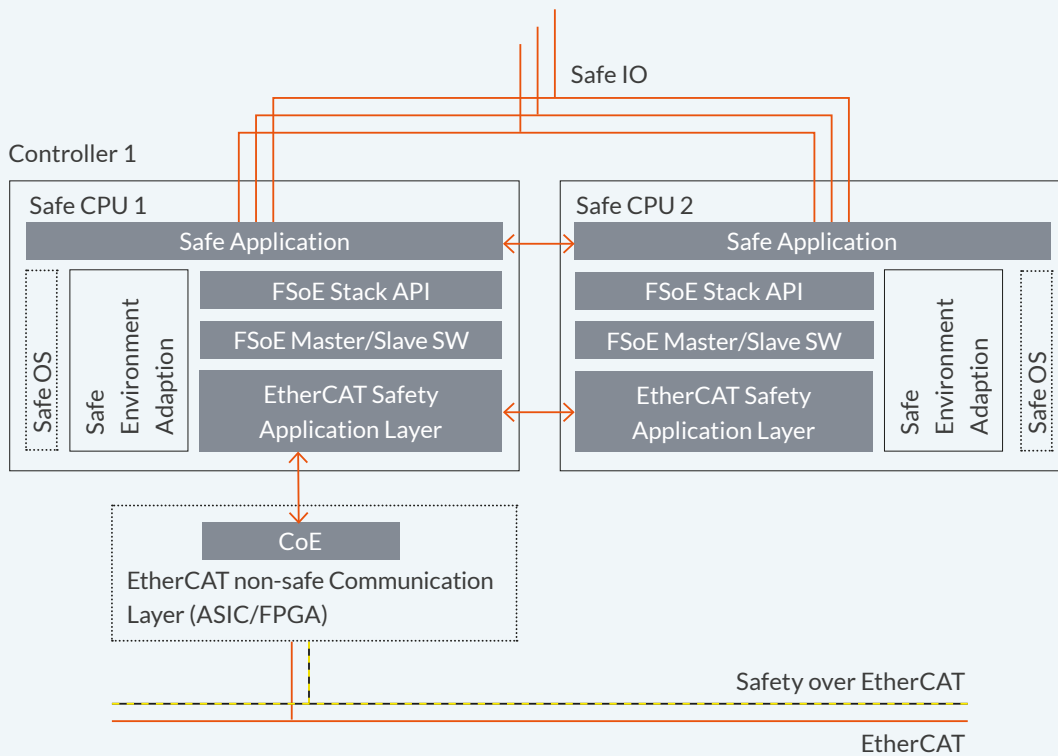 Safe IO
Controller 1
Safe CPU 1
Safe Application
FSoE Stack API
FSoE Master/Slave SW
EtherCAT Safety
Application Layer
Safe OS
Safe
Environment
Adaption
Safe CPU 2
Safe Application
FSoE Stack API
FSoE Master/Slave SW
EtherCAT Safety
Application Layer
Safe
Environment
Adaption
Safe OS
CoE
EtherCAT non-safe Communication
Layer (ASIC/FPGA)
Safety over EtherCAT
EtherCAT